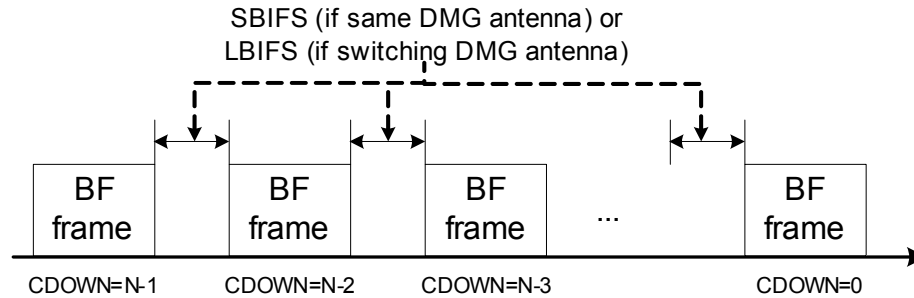 SBIFS (if same DMG antenna) or
LBIFS (if switching DMG antenna)
BF frame
BF frame
BF frame
...
BF frame
CDOWN=N-1
CDOWN=N-2
CDOWN=N-3
CDOWN=0